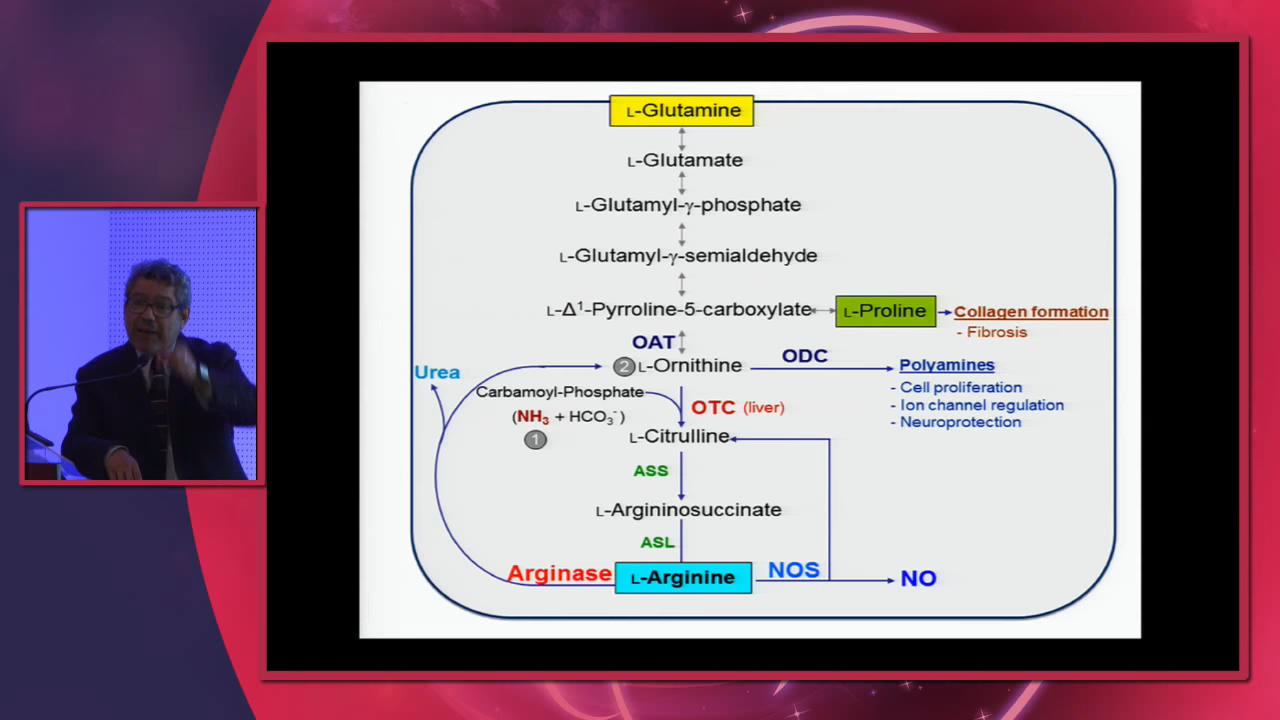 L-Glutamine
L-Glutamate
L-Glutamyl-γ-phosphate
L-Glutamyl-γ-semialdehyde
L-Δ¹-Pyrroline-5-carboxylate
L-Proline
Collagen formation
- Fibrosis
OAT
2 L-Ornithine
ODC
Polyamines
- Cell proliferation
- Ion channel regulation
- Neuroprotection
Urea
Carbamoyl-Phosphate
(NH₃ + HCO₃⁻)
1
OTC (liver)
L-Citrulline
ASS
L-Argininosuccinate
ASL
Arginase
L-Arginine
NOS
NO